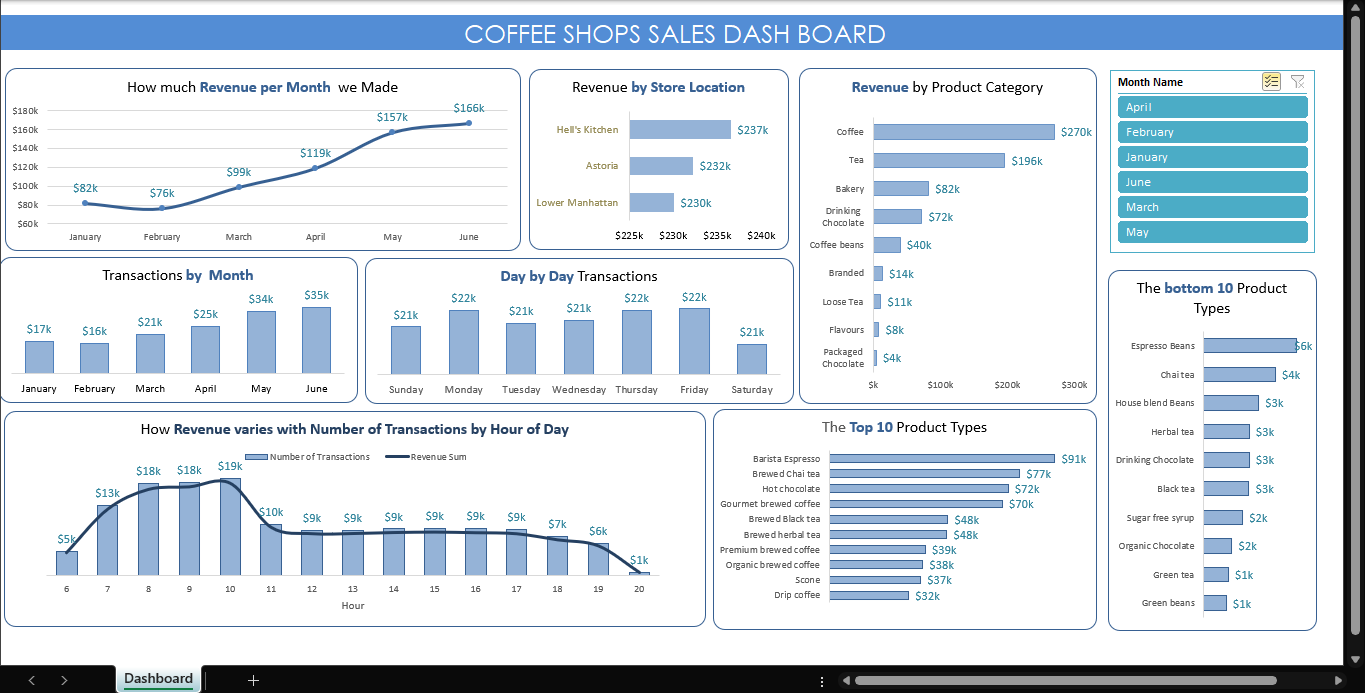 COFFEE SHOPS SALES DASH BOARD
How much Revenue per Month we Made
$180k
$160k
$140k
$120k
$100k
$80k
$60k
$82k
$76k
$99k
$119k
$157k
$166k
January February March April May June
Revenue by Store Location
Hell's Kitchen $237k
Astoria $232k
Lower Manhattan $230k
$225k $230k $235k $240k
Revenue by Product Category
Coffee $270k
Tea $196k
Bakery $82k
Drinking
Chocolate $72k
Coffee beans $40k
Branded $14k
Loose Tea $11k
Flavours $8k
Packaged
Chocolate $4k
$k $100k $200k $300k
Month Name
April
February
January
June
March
May
Transactions by Month
$17k $16k $21k $25k $34k $35k
January February March April May June
Day by Day Transactions
$21k $22k $21k $21k $22k $22k $21k
Sunday Monday Tuesday Wednesday Thursday Friday Saturday
The bottom 10 Product
Types
Espresso Beans $6k
Chai tea $4k
House blend Beans $3k
Herbal tea $3k
Drinking Chocolate $3k
Black tea $3k
Sugar free syrup $2k
Organic Chocolate $2k
Green tea $1k
Green beans $1k
How Revenue varies with Number of Transactions by Hour of Day
Number of Transactions Revenue Sum
$5k $13k $18k $18k $19k $10k $9k $9k $9k $9k $9k $9k $7k $6k $1k
6 7 8 9 10 11 12 13 14 15 16 17 18 19 20
Hour
The Top 10 Product Types
Barista Espresso $91k
Brewed Chai tea $77k
Hot chocolate $72k
Gourmet brewed coffee $70k
Brewed Black tea $48k
Brewed herbal tea $48k
Premium brewed coffee $39k
Organic brewed coffee $38k
Scone $37k
Drip coffee $32k
Dashboard